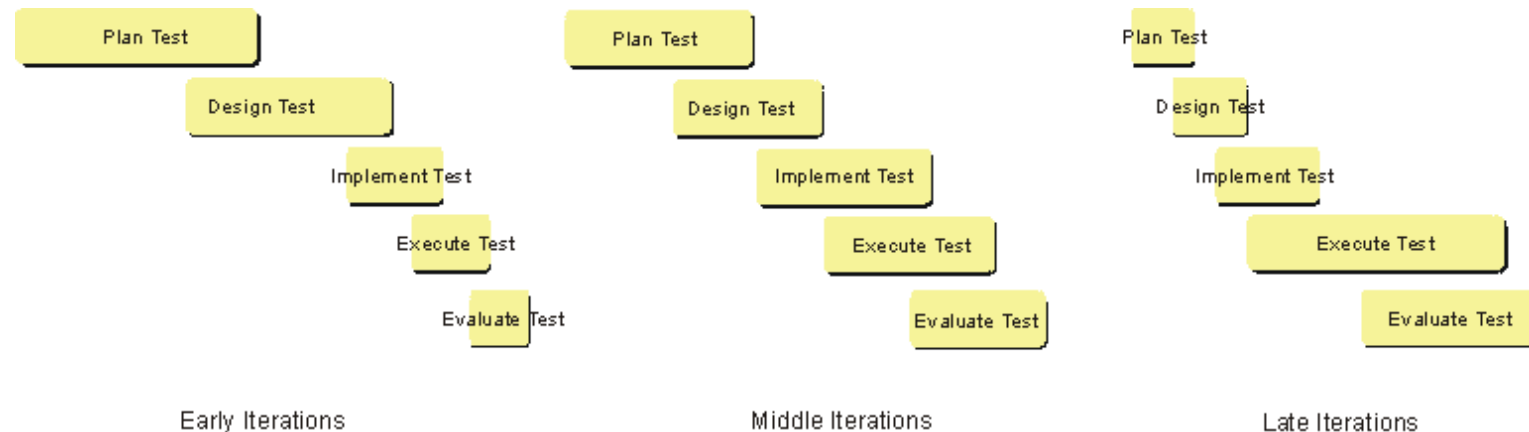 Plan Test
Design Test
Implement Test
Execute Test
Evaluate Test
Early Iterations
Plan Test
Design Test
Implement Test
Execute Test
Evaluate Test
Middle Iterations
Plan Test
Design Test
Implement Test
Execute Test
Evaluate Test
Late Iterations